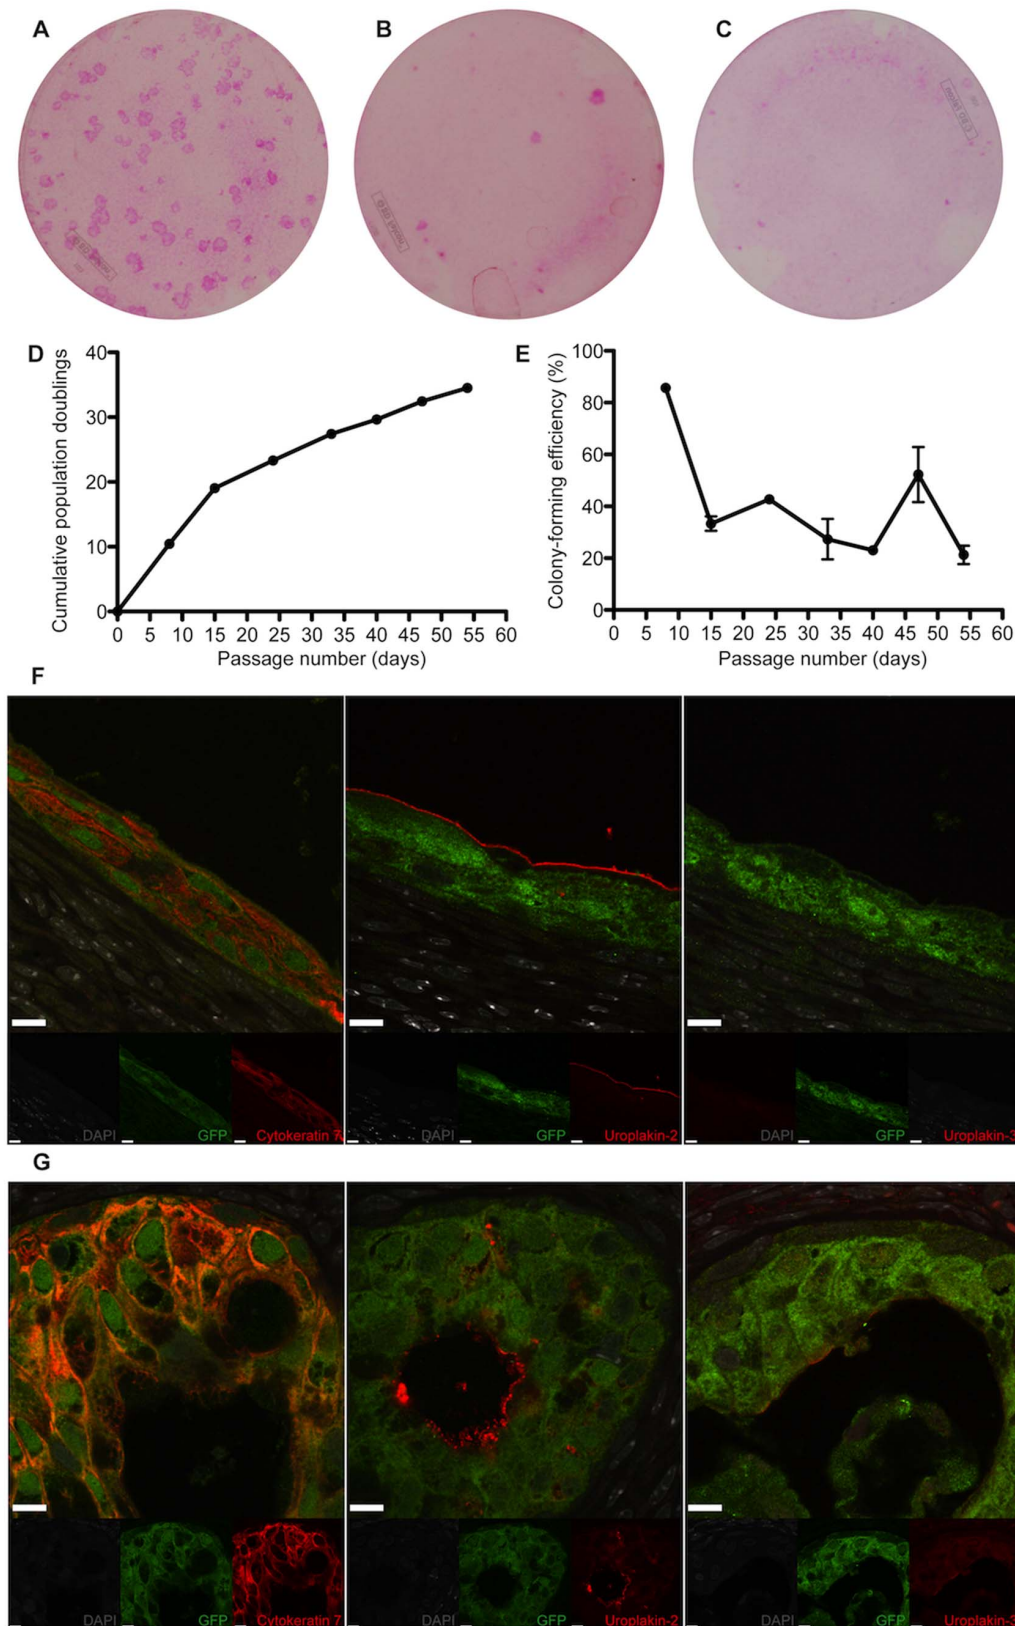 A
B
C
D
Cumulative population doublings
40
30
20
10
0
0 5 10 15 20 25 30 35 40 45 50 55 60
Passage number (days)
E
Colony-forming efficiency (%)
100
80
60
40
20
0
0 5 10 15 20 25 30 35 40 45 50 55 60
Passage number (days)
F
DAPI GFP Cytokeratin 7
DAPI GFP Uroplakin-2
DAPI GFP Uroplakin-3
G
DAPI GFP Cytokeratin 7
DAPI GFP Uroplakin-2
DAPI GFP Uroplakin-3